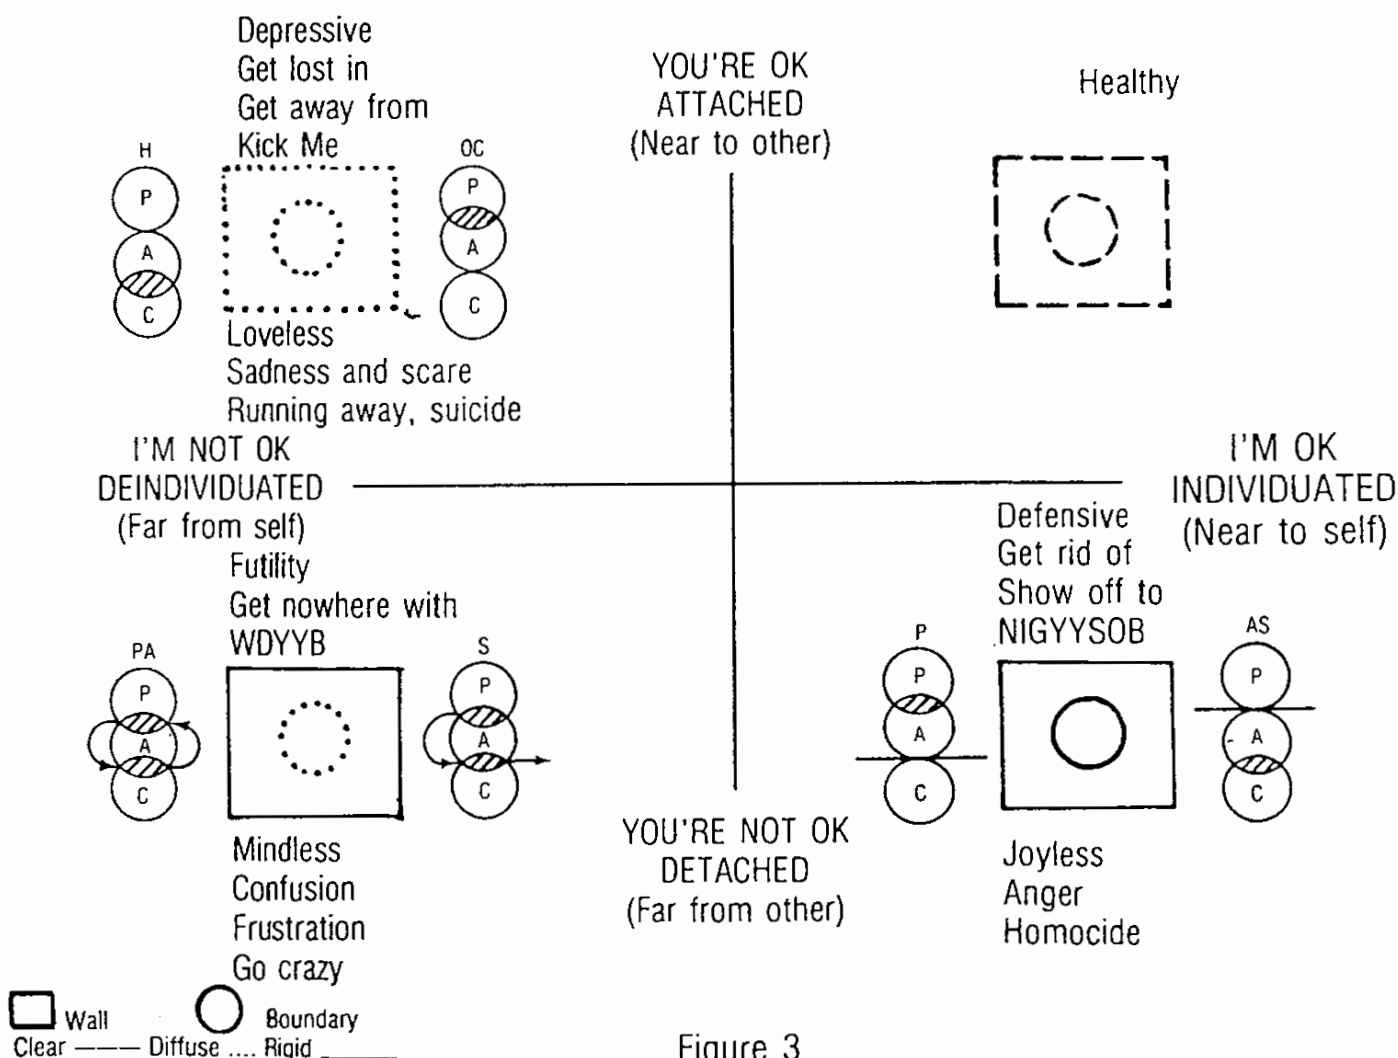 Depressive
Get lost in
Get away from
Kick Me
H
P
A
C
OC
P
A
C
Loveless
Sadness and scare
Running away, suicide
YOU'RE OK
ATTACHED
(Near to other)
Healthy
I'M NOT OK
DEINDIVIDUATED
(Far from self)
I'M OK
INDIVIDUATED
(Near to self)
Futility
Get nowhere with
WDYYB
PA
P
A
C
S
P
A
C
Mindless
Confusion
Frustration
Go crazy
YOU'RE NOT OK
DETACHED
(Far from other)
Defensive
Get rid of
Show off to
NIGYYSOB
P
P
A
C
AS
P
A
C
Joyless
Anger
Homocide
Wall Boundary
Clear ——— Diffuse .... Rigid ______
Figure 3